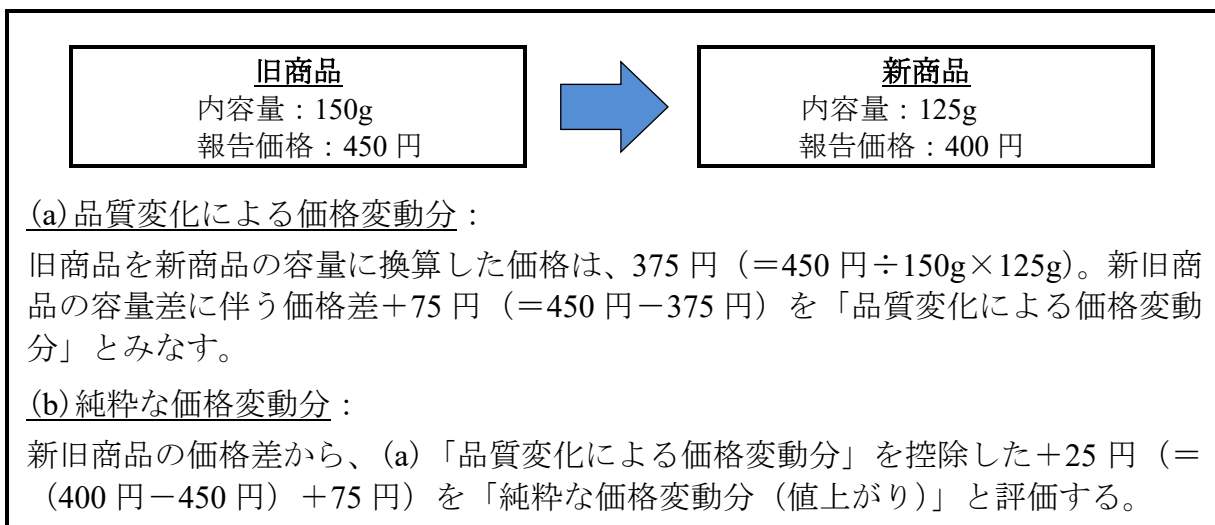 旧商品
内容量：150g
報告価格：450 円
新商品
内容量：125g
報告価格：400 円
(a)品質変化による価格変動分：
旧商品を新商品の容量に換算した価格は、375 円（＝450 円÷150g×125g）。新旧商
品の容量差に伴う価格差＋75 円（＝450 円－375 円）を「品質変化による価格変動
分」とみなす。
(b)純粋な価格変動分：
新旧商品の価格差から、(a)「品質変化による価格変動分」を控除した＋25 円（＝
（400 円－450 円）＋75 円）を「純粋な価格変動分（値上がり）」と評価する。